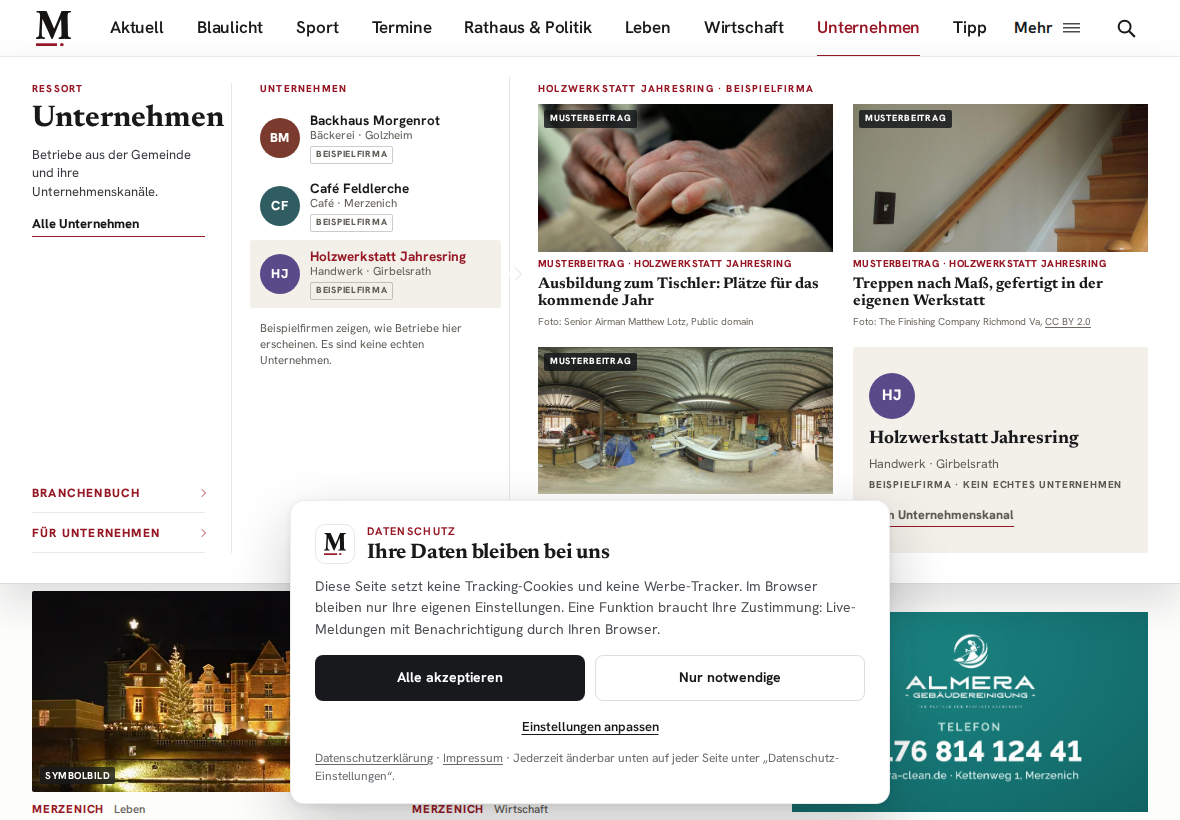 M.
Aktuell Blaulicht Sport Termine Rathaus & Politik Leben Wirtschaft Unternehmen Tipp Mehr
RESSORT
Unternehmen
Betriebe aus der Gemeinde
und ihre
Unternehmenskanäle.
Alle Unternehmen
BRANCHENBUCH
FÜR UNTERNEHMEN
UNTERNEHMEN
BM
Backhaus Morgenrot
Bäckerei · Golzheim
BEISPIELFIRMA
CF
Café Feldlerche
Café · Merzenich
BEISPIELFIRMA
HJ
Holzwerkstatt Jahresring
Handwerk · Girbelsrath
BEISPIELFIRMA
Beispielfirmen zeigen, wie Betriebe hier
erscheinen. Es sind keine echten
Unternehmen.
HOLZWERKSTATT JAHRESRING · BEISPIELFIRMA
MUSTERBEITRAG
MUSTERBEITRAG · HOLZWERKSTATT JAHRESRING
Ausbildung zum Tischler: Plätze für das
kommende Jahr
Foto: Senior Airman Matthew Lotz, Public domain
MUSTERBEITRAG
MUSTERBEITRAG · HOLZWERKSTATT JAHRESRING
Treppen nach Maß, gefertigt in der
eigenen Werkstatt
Foto: The Finishing Company Richmond Va, CC BY 2.0
MUSTERBEITRAG
HJ
Holzwerkstatt Jahresring
Handwerk · Girbelsrath
BEISPIELFIRMA · KEIN ECHTES UNTERNEHMEN
Unternehmenskanal
M.
DATENSCHUTZ
Ihre Daten bleiben bei uns
Diese Seite setzt keine Tracking-Cookies und keine Werbe-Tracker. Im Browser
bleiben nur Ihre eigenen Einstellungen. Eine Funktion braucht Ihre Zustimmung: Live-
Meldungen mit Benachrichtigung durch Ihren Browser.
Alle akzeptieren
Nur notwendige
Einstellungen anpassen
Datenschutzerklärung · Impressum · Jederzeit änderbar unten auf jeder Seite unter „Datenschutz-
Einstellungen“.
SYMBOLBILD
MERZENICH Leben
MERZENICH Wirtschaft
ALMERA
- GEBÄUDEREINIGUNG -
TELEFON
76 814 124 41
a-clean.de · Kettenweg 1, Merzenich